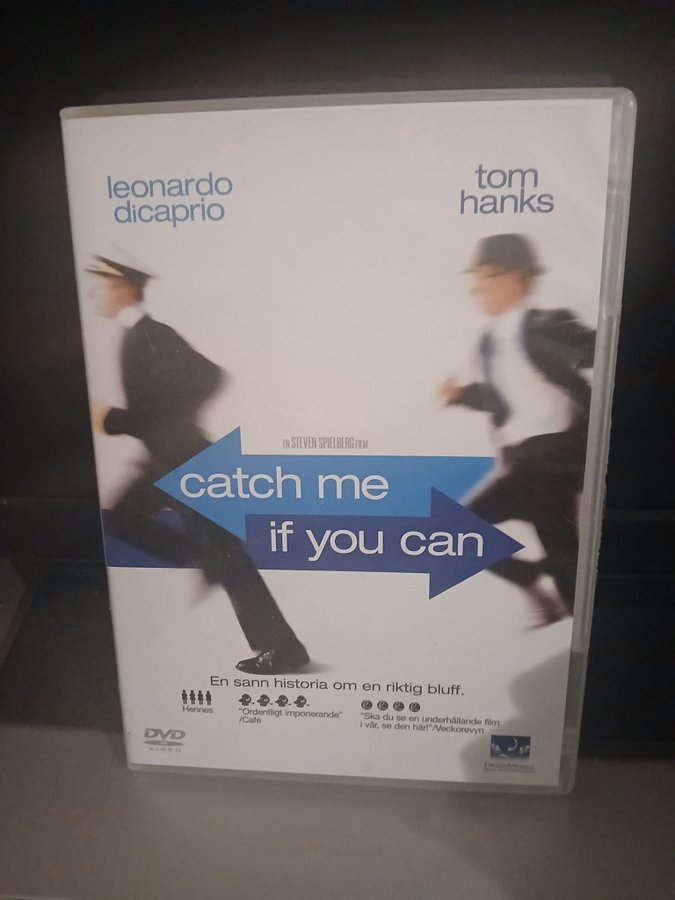 leonardo
dicaprio
tom
hanks
EN STEVEN SPIELBERG FILM
catch me
if you can
En sann historia om en riktig bluff.
Hennes
"Ordentligt imponerande"
/Café
"Ska du se en underhållande film
i vår, se den här!"/Veckorevyn
DVD
VIDEO
DREAMWORKS